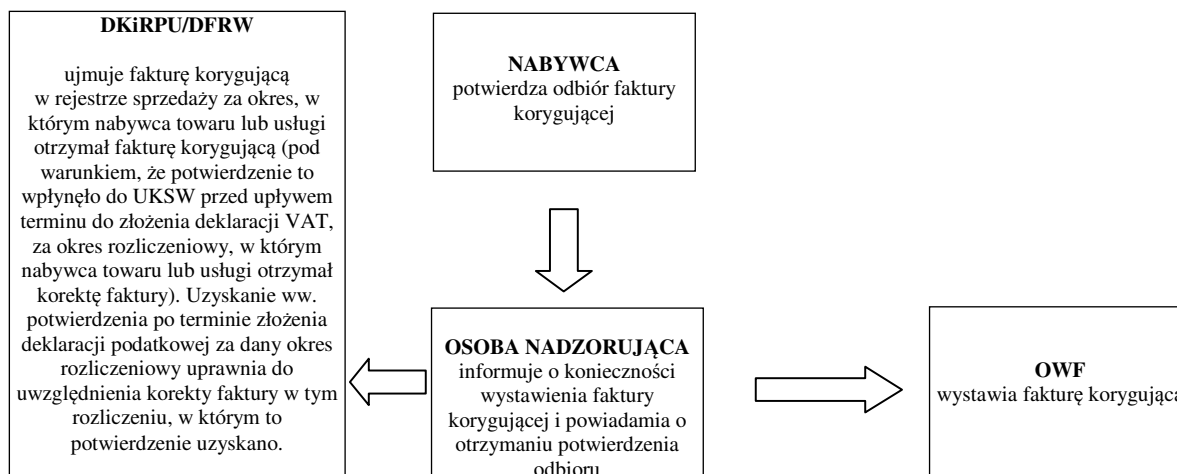 DKiRPU/DFRW
ujmuje fakturę korygującą
w rejestrze sprzedaży za okres, w
którym nabywca towaru lub usługi
otrzymał fakturę korygującą (pod
warunkiem, że potwierdzenie to
wpłynęło do UKSW przed upływem
terminu do złożenia deklaracji VAT,
za okres rozliczeniowy, w którym
nabywca towaru lub usługi otrzymał
korektę faktury). Uzyskanie ww.
potwierdzenia po terminie złożenia
deklaracji podatkowej za dany okres
rozliczeniowy uprawnia do
uwzględnienia korekty faktury w tym
rozliczeniu, w którym to
potwierdzenie uzyskano.
NABYWCA
potwierdza odbiór faktury
korygującej
OSOBA NADZORUJĄCA
informuje o konieczności
wystawienia faktury
korygującej i powiadamia o
otrzymaniu potwierdzenia
odbioru
OWF
wystawia fakturę korygującą